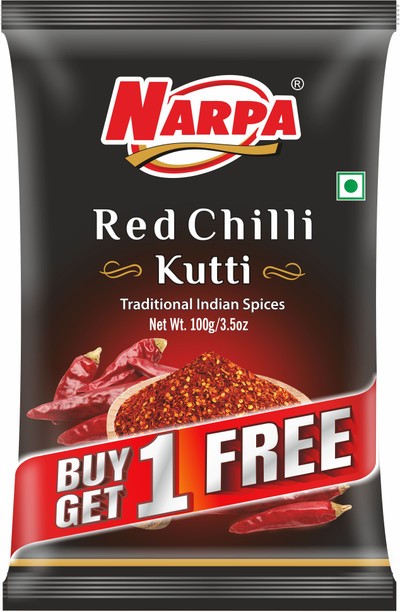 NARPA®
Red Chilli
Kutti
Traditional Indian Spices
Net Wt. 100g/3.5oz
BUY
GET 1 FREE